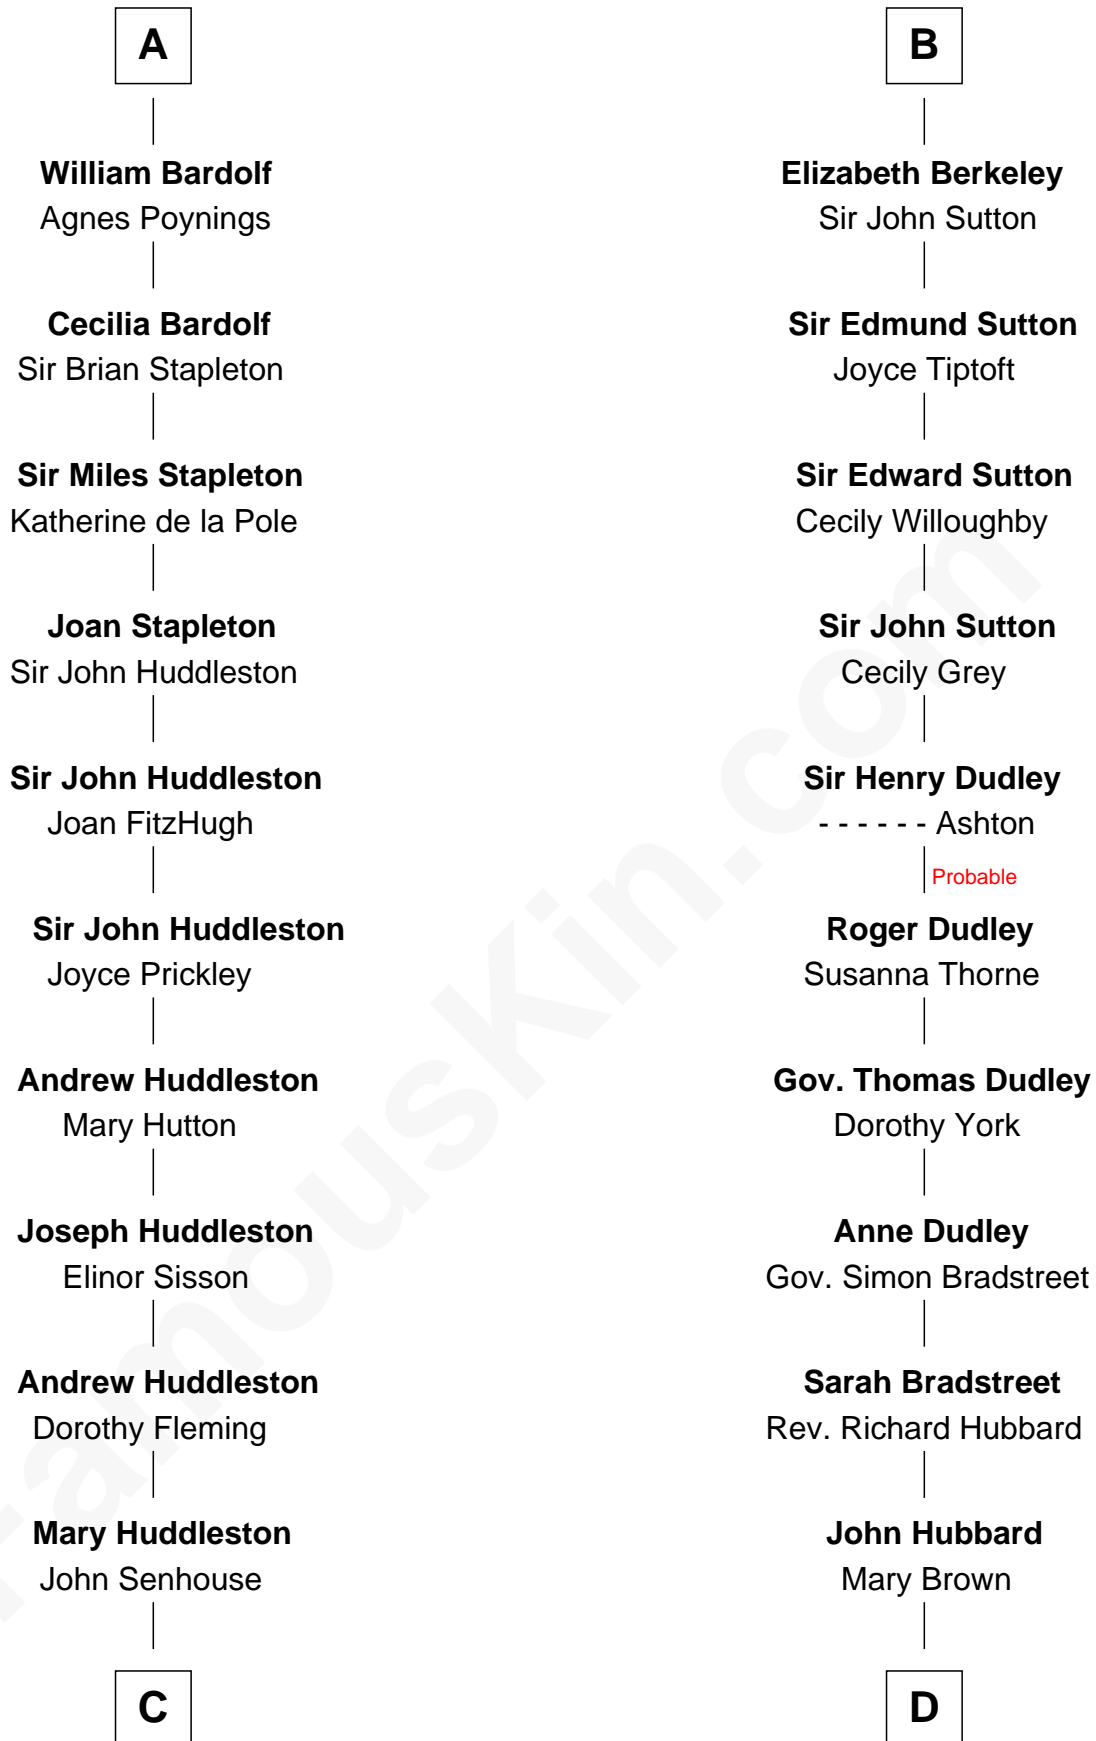 A
William Bardolf
Agnes Poynings
Cecilia Bardolf
Sir Brian Stapleton
Sir Miles Stapleton
Katherine de la Pole
Joan Stapleton
Sir John Huddleston
Sir John Huddleston
Joan FitzHugh
Sir John Huddleston
Joyce Prickley
Andrew Huddleston
Mary Hutton
Joseph Huddleston
Elinor Sisson
Andrew Huddleston
Dorothy Fleming
Mary Huddleston
John Senhouse
C
B
Elizabeth Berkeley
Sir John Sutton
Sir Edmund Sutton
Joyce Tiptoft
Sir Edward Sutton
Cecily Willoughby
Sir John Sutton
Cecily Grey
Sir Henry Dudley
- - - - - - Ashton
Probable
Roger Dudley
Susanna Thorne
Gov. Thomas Dudley
Dorothy York
Anne Dudley
Gov. Simon Bradstreet
Sarah Bradstreet
Rev. Richard Hubbard
John Hubbard
Mary Brown
D
FamousKin.com